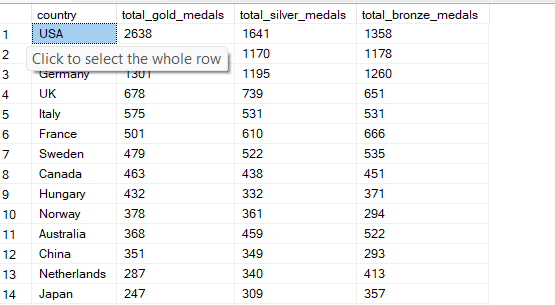 country total_gold_medals total_silver_medals total_bronze_medals
1 USA 2638 1641 1358
2 1170 1178
Click to select the whole row
3 Germany 1301 1195 1260
4 UK 678 739 651
5 Italy 575 531 531
6 France 501 610 666
7 Sweden 479 522 535
8 Canada 463 438 451
9 Hungary 432 332 371
10 Norway 378 361 294
11 Australia 368 459 522
12 China 351 349 293
13 Netherlands 287 340 413
14 Japan 247 309 357